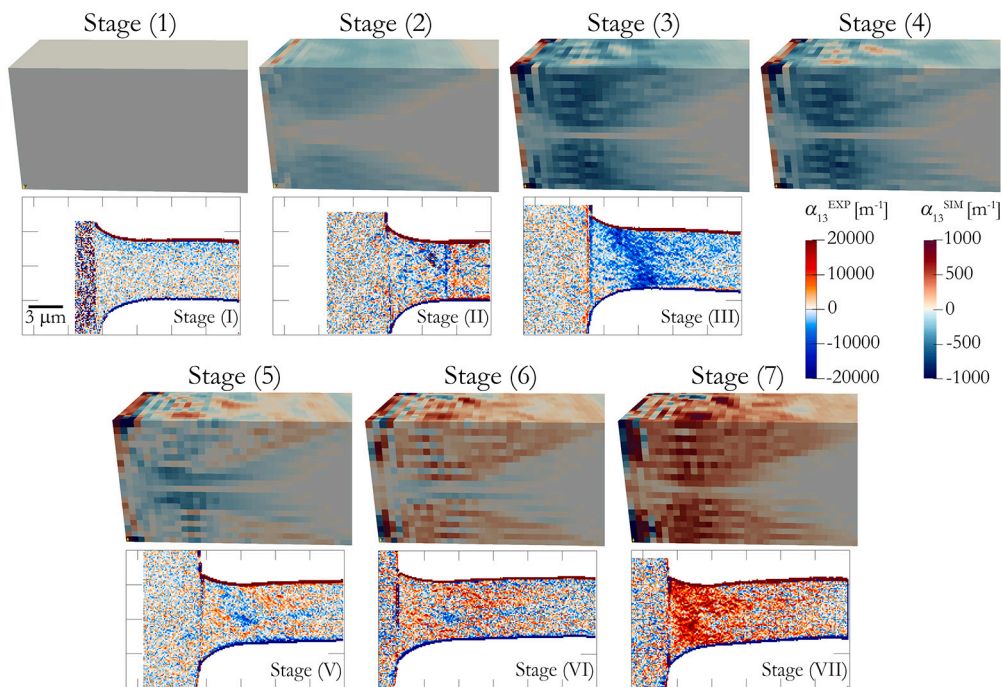 Stage (1)
Stage (2)
Stage (3)
Stage (4)
3 μm
Stage (I)
Stage (II)
Stage (III)
α₁₃ᴱˣᴾ [m⁻¹]
20000
10000
0
-10000
-20000
α₁₃ˢᴵᴹ [m⁻¹]
1000
500
0
-500
-1000
Stage (5)
Stage (6)
Stage (7)
Stage (V)
Stage (VI)
Stage (VII)